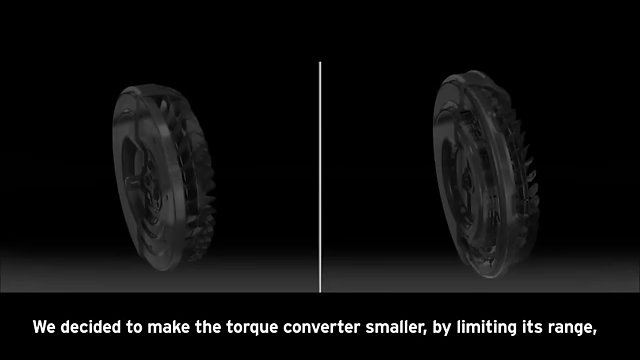 We decided to make the torque converter smaller, by limiting its range,